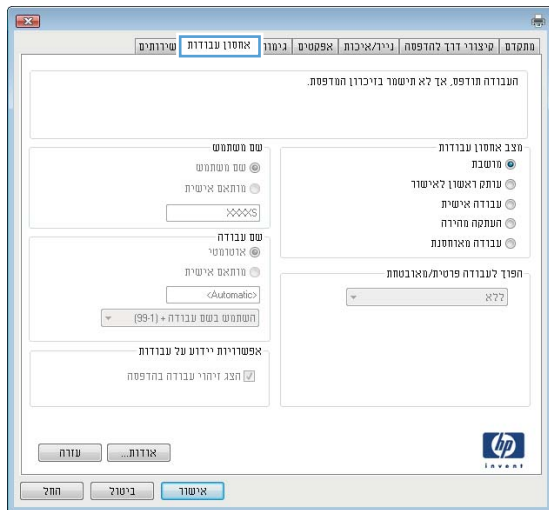 מתקדם
קיצורי דרך להדפסה
נייר/איכות
אפקטים
גימור
אחסון עבודות
שירותים
העבודה תודפס, אך לא תישמר בזיכרון המדפסת.
מצב אחסון עבודות
מושבת
עותק ראשון לאישור
עבודה אישית
העתקה מהירה
עבודה מאוחסנת
הפוך לעבודה פרטית/מאובטחת
ללא
שם משתמש
שם משתמש
מותאם אישית
XXXXS
שם עבודה
אוטומטי
מותאם אישית
<Automatic>
השתמש בשם עבודה + (99-1)
אפשרויות יידוע על עבודות
הצג זיהוי עבודה בהדפסה
hp
invent
אודות...
עזרה
אישור
ביטול
החל